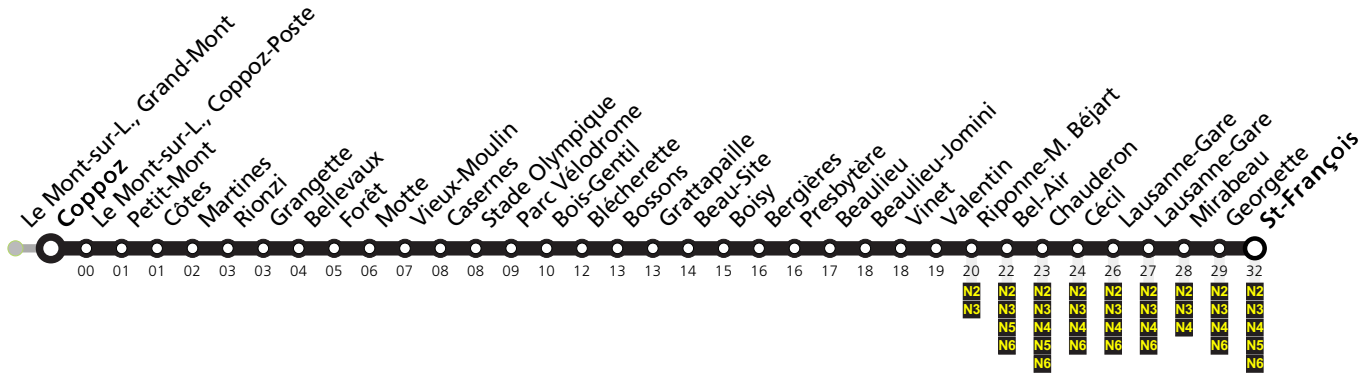 Le Mont-sur-L., Grand-Mont
Coppoz
Le Mont-sur-L., Coppoz-Poste
Petit-Mont
Côtes
Martines
Rionzi
Grangette
Bellevaux
Forêt
Motte
Vieux-Moulin
Casernes
Stade Olympique
Parc Vélodrome
Bois-Gentil
Blécherette
Bossons
Grattapaille
Beau-Site
Boisy
Bergières
Presbytère
Beaulieu
Beaulieu-Jomini
Vinet
Valentin
Riponne-M. Béjart
Bel-Air
Chauderon
Cécil
Lausanne-Gare
Lausanne-Gare
Mirabeau
Georgette
St-François
00 01 01 02 03 03 04 05 06 07 08 08 09 10 12 13 13 14 15 16 16 17 18 18 19 20 22 23 24 26 27 28 29 32
N2 N2 N2 N2 N2 N2 N2 N2 N2
N3 N3 N3 N3 N3 N3 N3 N3 N3
N5 N4 N4 N4 N4 N4 N4 N4
N6 N5 N6 N6 N6 N6 N5
N6 N6